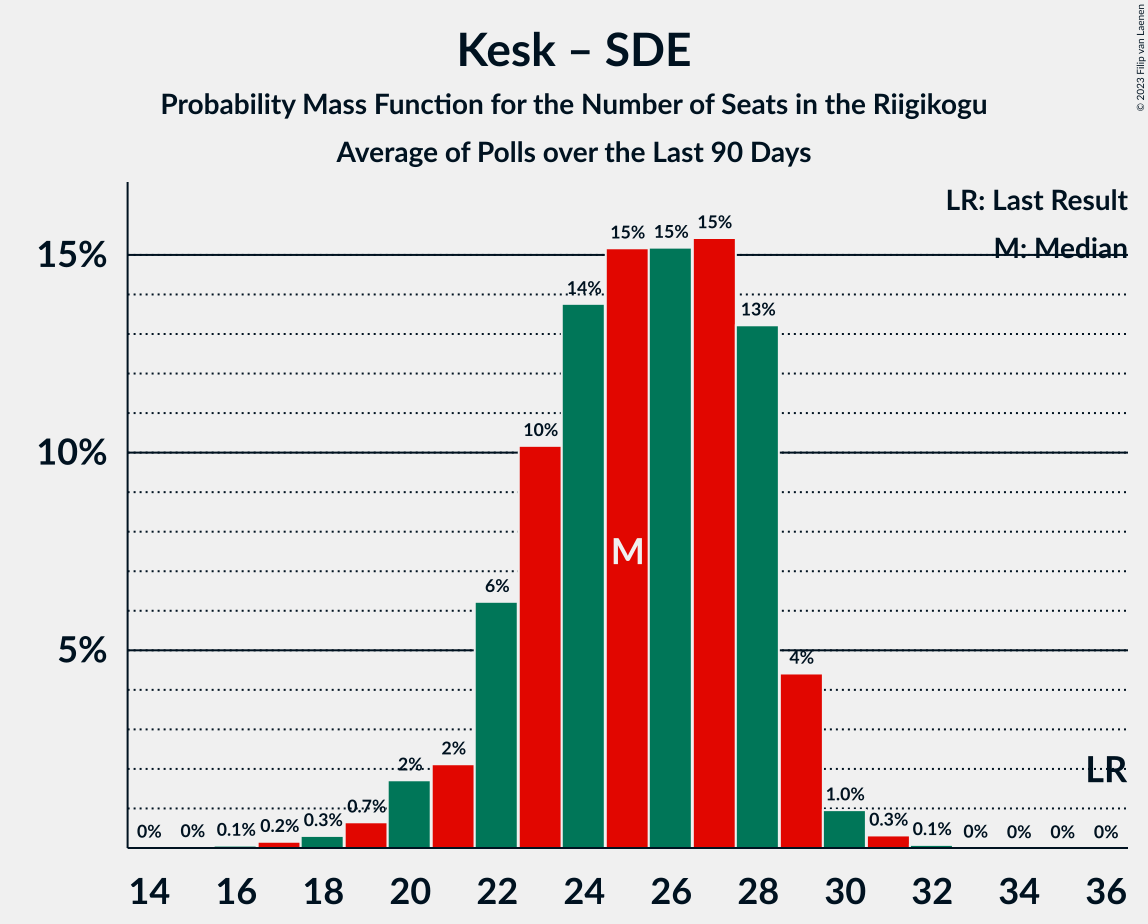 Kesk – SDE
Probability Mass Function for the Number of Seats in the Riigikogu
Average of Polls over the Last 90 Days
© 2023 Filip van Laenen
LR: Last Result
M: Median
15%
10%
5%
0% 0% 0.1% 0.2% 0.3% 0.7% 2% 2% 6% 10% 14% 15% 15% 15% 13% 4% 1.0% 0.3% 0.1% 0% 0% 0% 0%
M
LR
14 16 18 20 22 24 26 28 30 32 34 36